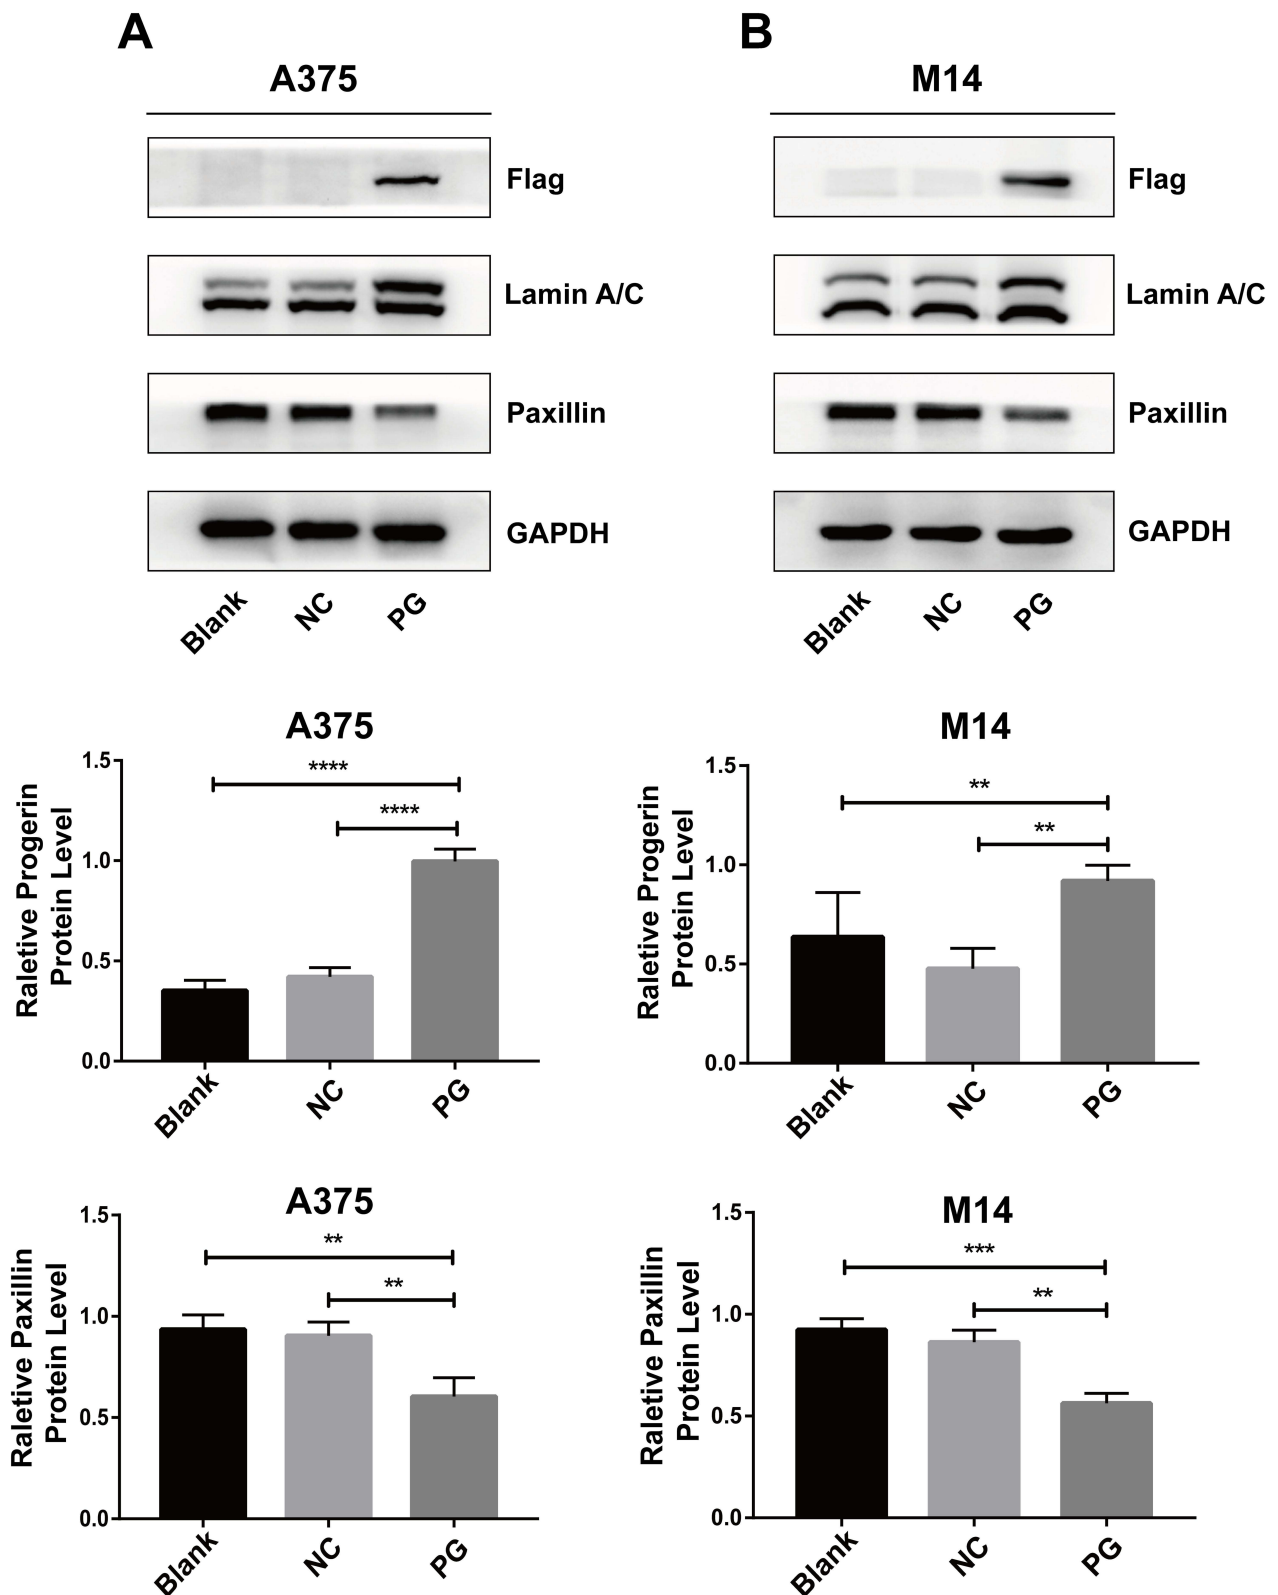 A
B
A375
M14
Flag
Flag
Lamin A/C
Lamin A/C
Paxillin
Paxillin
GAPDH
GAPDH
Blank
NC
PG
Blank
NC
PG
A375
Raletive Progerin
Protein Level
1.5
1.0
0.5
0.0
****
****
Blank
NC
PG
M14
Raletive Progerin
Protein Level
1.5
1.0
0.5
0.0
**
**
Blank
NC
PG
A375
Raletive Paxillin
Protein Level
1.5
1.0
0.5
0.0
**
**
Blank
NC
PG
M14
Raletive Paxillin
Protein Level
1.5
1.0
0.5
0.0
***
**
Blank
NC
PG